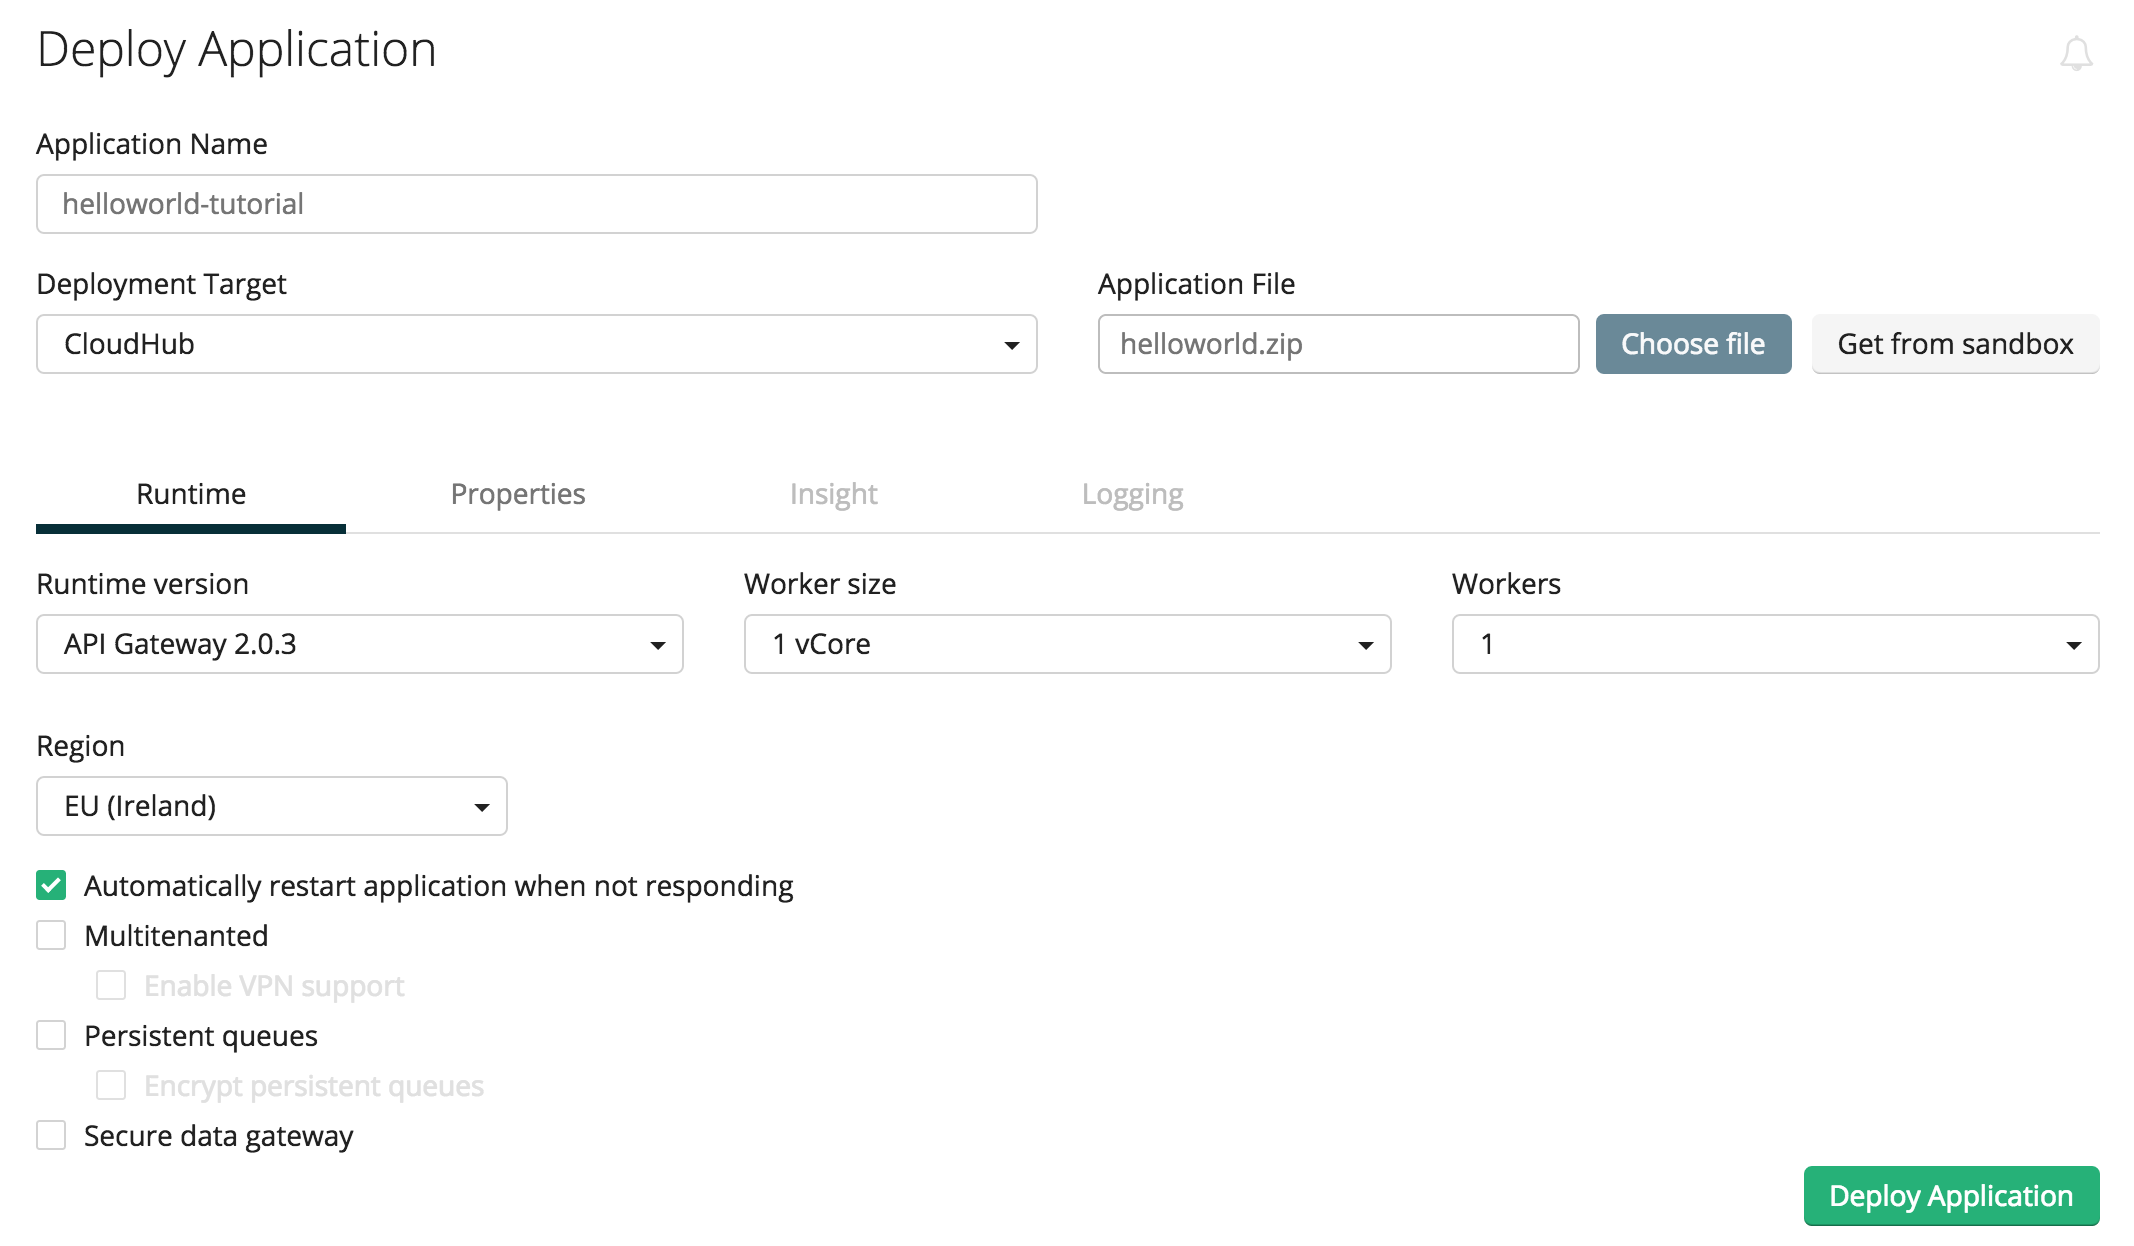 Deploy Application
Application Name
helloworld-tutorial
Deployment Target
Application File
CloudHub
helloworld.zip
Choose file
Get from sandbox
Runtime
Properties
Insight
Logging
Runtime version
Worker size
Workers
API Gateway 2.0.3
1 vCore
1
Region
EU (Ireland)
Automatically restart application when not responding
Multitenanted
Enable VPN support
Persistent queues
Encrypt persistent queues
Secure data gateway
Deploy Application